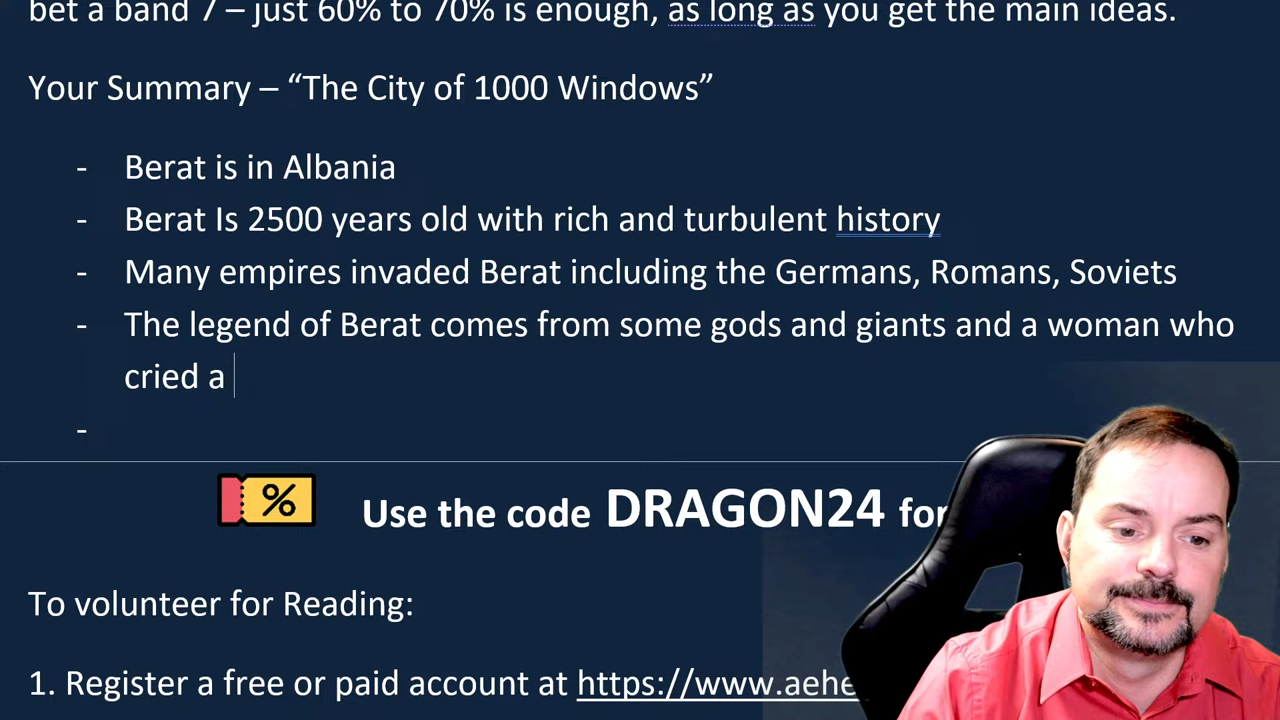 bet a band 7 – just 60% to 70% is enough, as long as you get the main ideas.
Your Summary – “The City of 1000 Windows”
- Berat is in Albania
- Berat Is 2500 years old with rich and turbulent history
- Many empires invaded Berat including the Germans, Romans, Soviets
- The legend of Berat comes from some gods and giants and a woman who
cried a
-
% Use the code DRAGON24 for
To volunteer for Reading:
1. Register a free or paid account at https://www.aehe